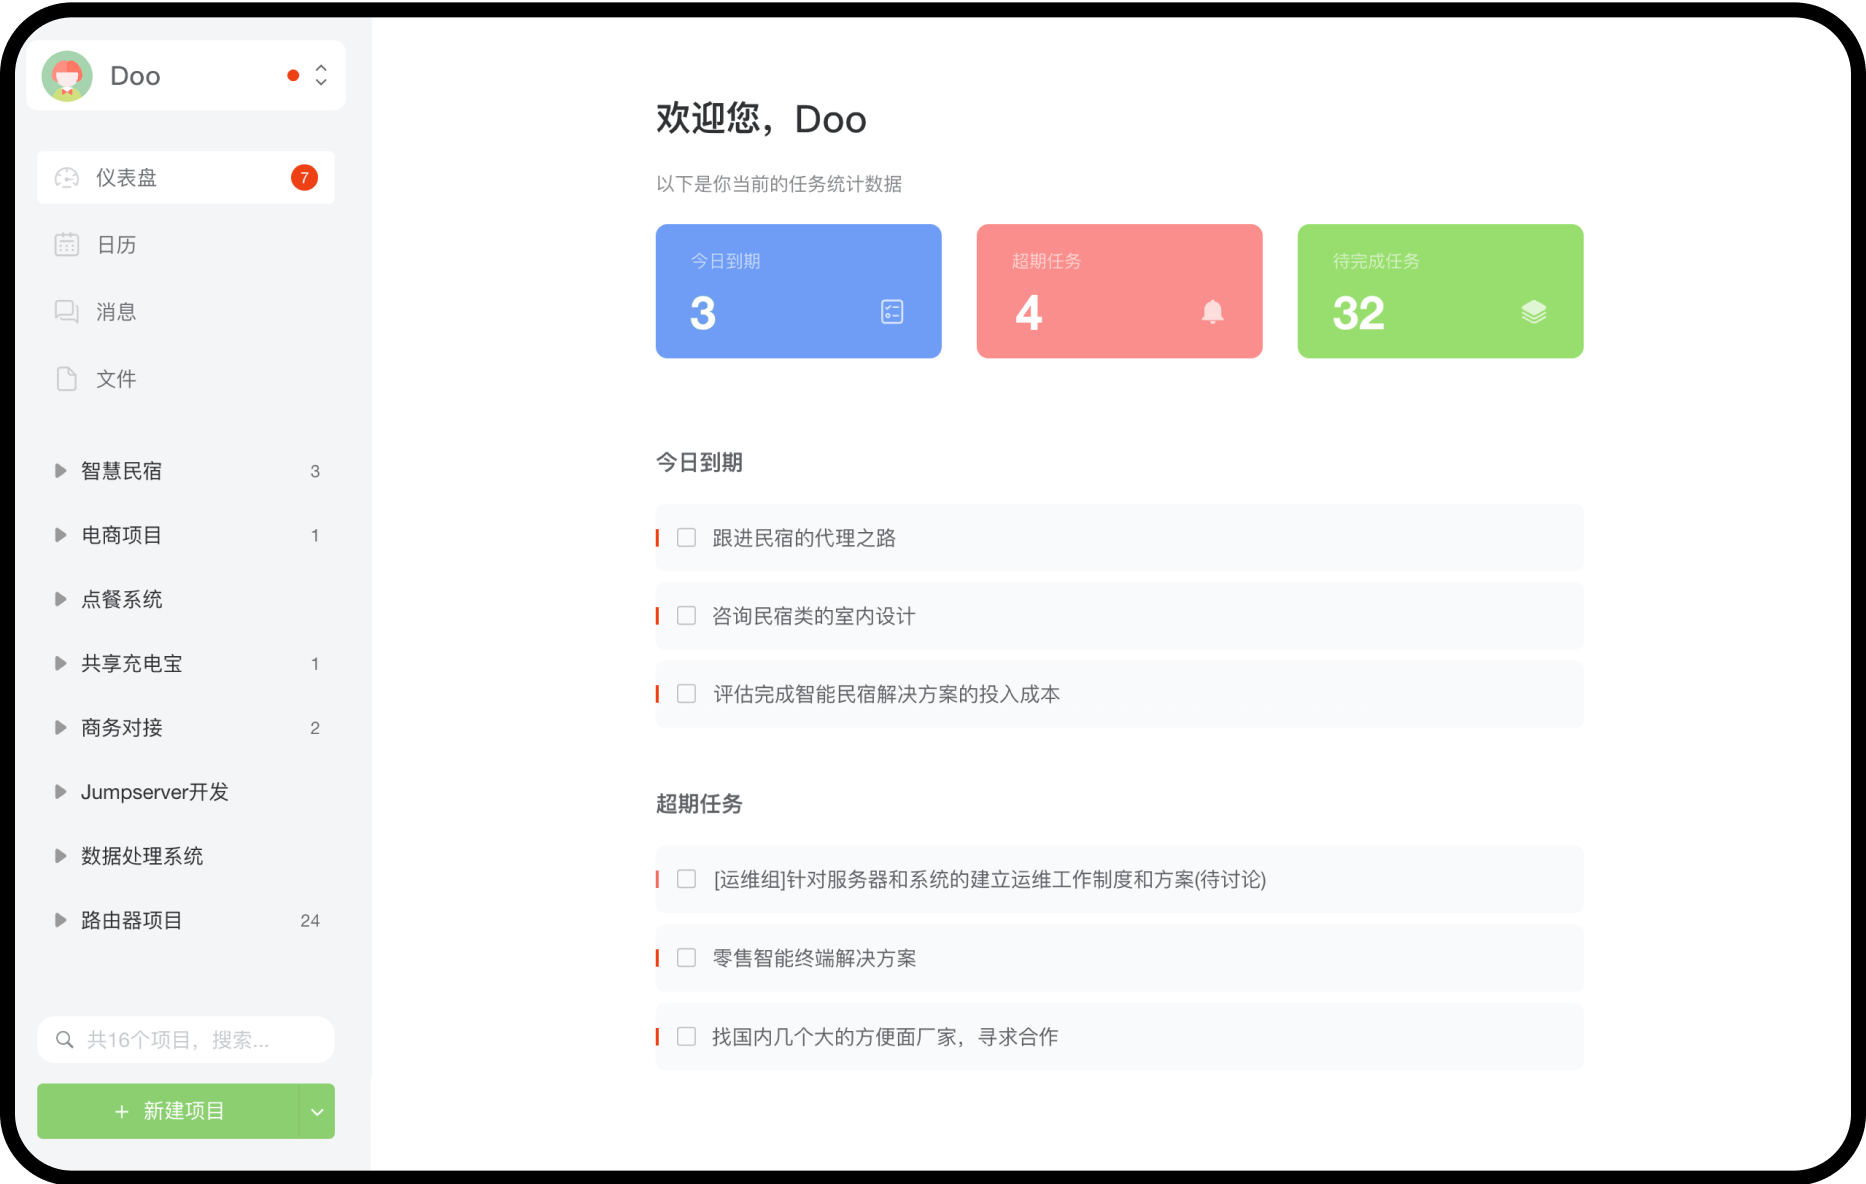 Doo
仪表盘 7
日历
消息
文件
智慧民宿 3
电商项目 1
点餐系统
共享充电宝 1
商务对接 2
Jumpserver开发
数据处理系统
路由器项目 24
共16个项目，搜索...
+ 新建项目
欢迎您，Doo
以下是你当前的任务统计数据
今日到期
3
超期任务
4
待完成任务
32
今日到期
跟进民宿的代理之路
咨询民宿类的室内设计
评估完成智能民宿解决方案的投入成本
超期任务
[运维组]针对服务器和系统的建立运维工作制度和方案(待讨论)
零售智能终端解决方案
找国内几个大的方便面厂家，寻求合作